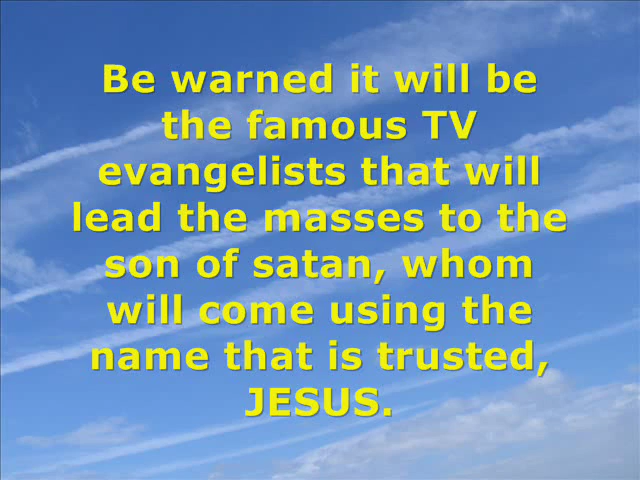 Be warned it will be
the famous TV
evangelists that will
lead the masses to the
son of satan, whom
will come using the
name that is trusted,
JESUS.